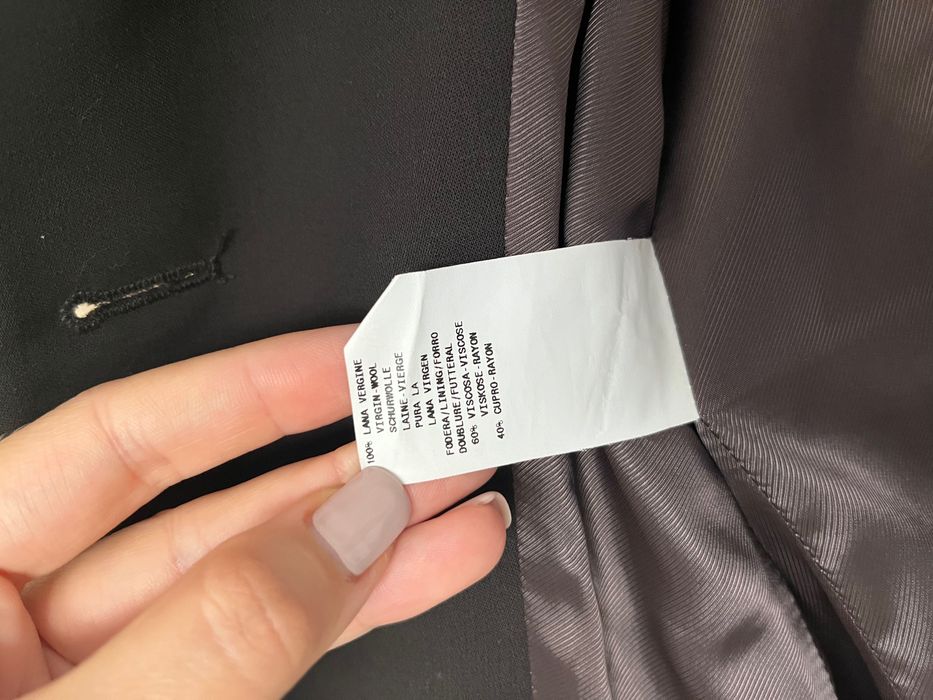 100% LANA VERGINE
VIRGIN-WOOL
SCHURWOLLE
LAINE-VIERGE
PURA LA
LANA VIRGEN
FODERA/LINING/FORRO
DOUBLURE/FUTTERAL
60% VISCOSA-VISCOSE
VISKOSE-RAYON
40% CUPRO-RAYON